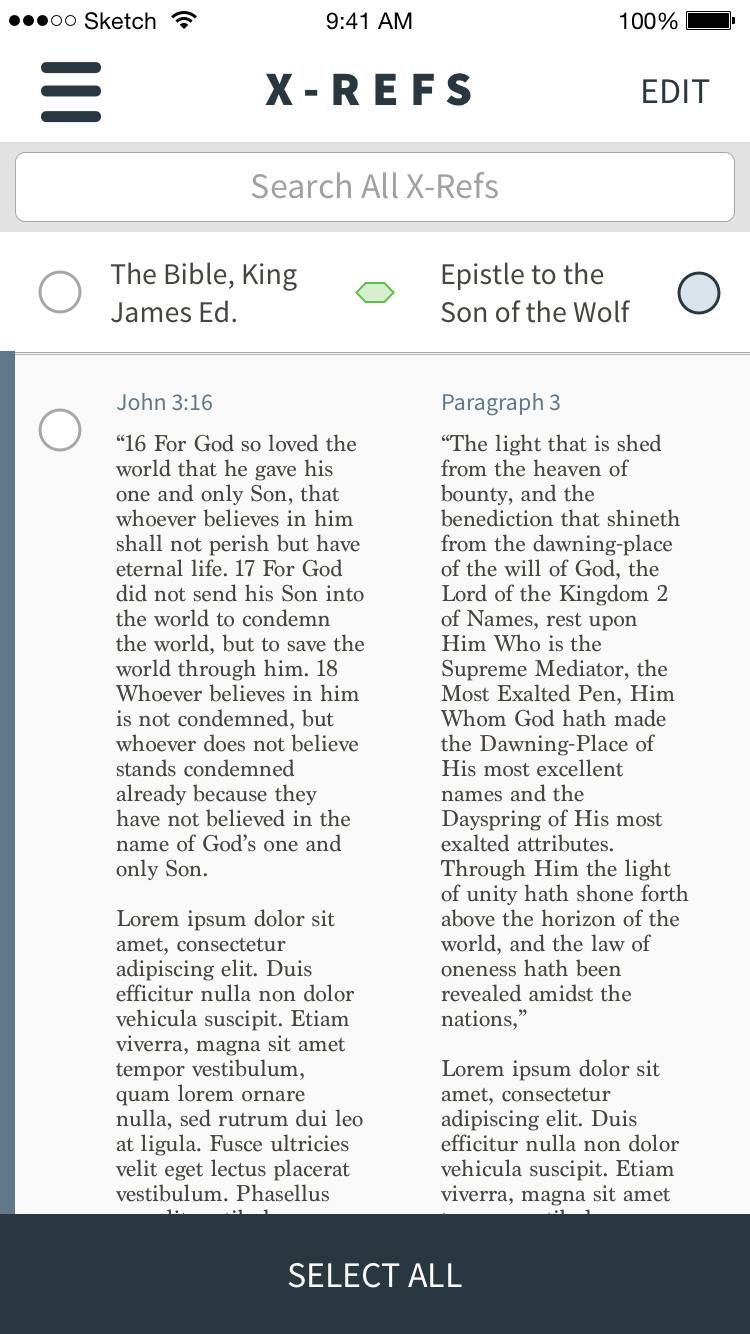 Sketch 9:41 AM 100%
X-REFS
EDIT
Search All X-Refs
The Bible, King
James Ed.
Epistle to the
Son of the Wolf
John 3:16
“16 For God so loved the
world that he gave his
one and only Son, that
whoever believes in him
shall not perish but have
eternal life. 17 For God
did not send his Son into
the world to condemn
the world, but to save the
world through him. 18
Whoever believes in him
is not condemned, but
whoever does not believe
stands condemned
already because they
have not believed in the
name of God’s one and
only Son.
Lorem ipsum dolor sit
amet, consectetur
adipiscing elit. Duis
efficitur nulla non dolor
vehicula suscipit. Etiam
viverra, magna sit amet
tempor vestibulum,
quam lorem ornare
nulla, sed rutrum dui leo
at ligula. Fusce ultricies
velit eget lectus placerat
vestibulum. Phasellus
Paragraph 3
“The light that is shed
from the heaven of
bounty, and the
benediction that shineth
from the dawning-place
of the will of God, the
Lord of the Kingdom 2
of Names, rest upon
Him Who is the
Supreme Mediator, the
Most Exalted Pen, Him
Whom God hath made
the Dawning-Place of
His most excellent
names and the
Dayspring of His most
exalted attributes.
Through Him the light
of unity hath shone forth
above the horizon of the
world, and the law of
oneness hath been
revealed amidst the
nations,”
Lorem ipsum dolor sit
amet, consectetur
adipiscing elit. Duis
efficitur nulla non dolor
vehicula suscipit. Etiam
viverra, magna sit amet
SELECT ALL